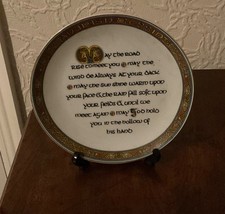 May the road
rise to meet you may the
wind be always at your back
may the sun shine warm upon
your face & the rain fall soft upon
your fields & until we
meet again may God hold
you in the hollow of
his hand